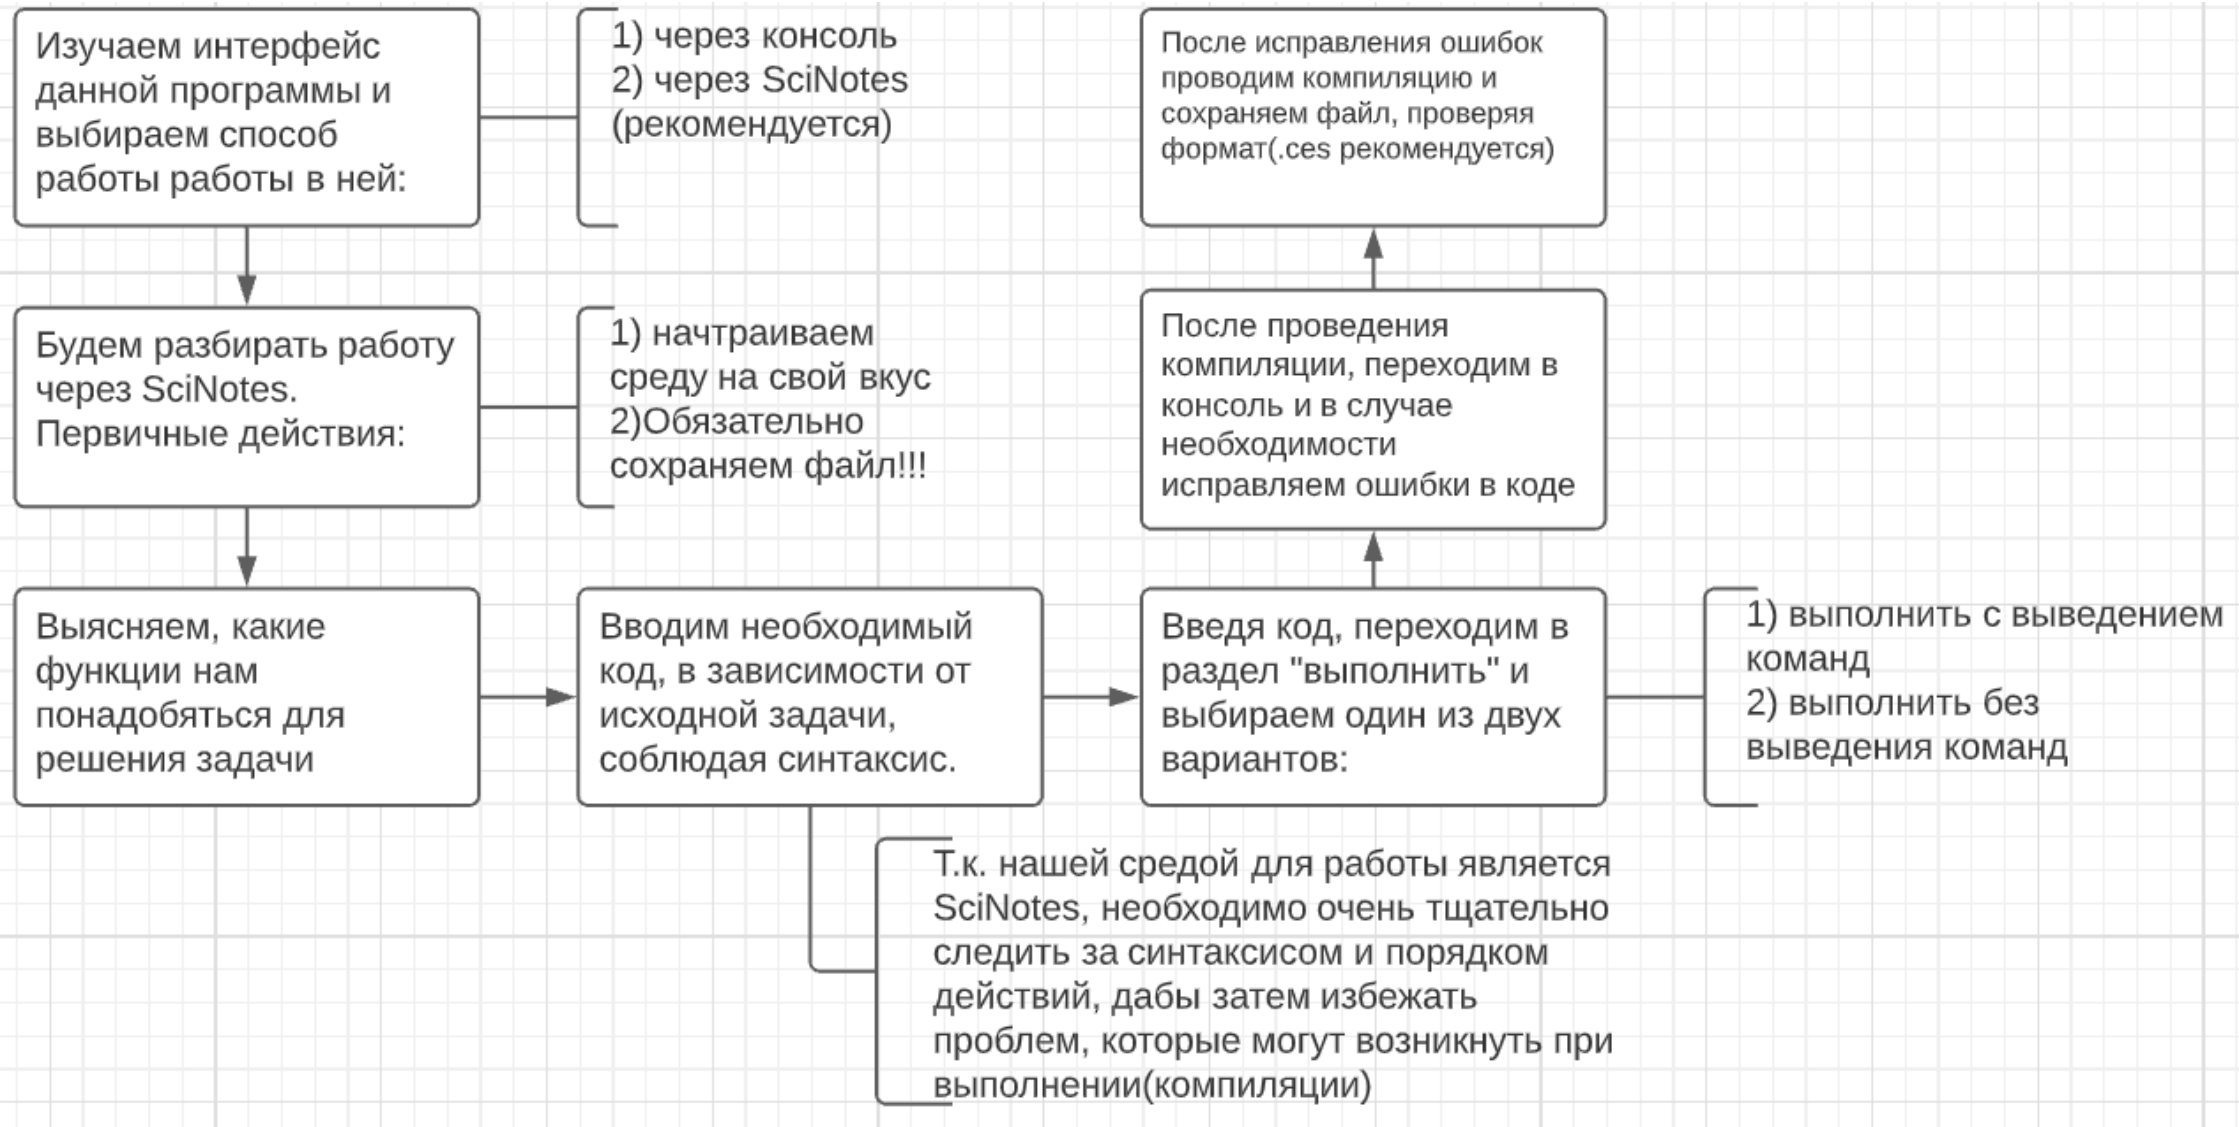 Изучаем интерфейс
данной программы и
выбираем способ
работы работы в ней:
1) через консоль
2) через SciNotes
(рекомендуется)
Будем разбирать работу
через SciNotes.
Первичные действия:
1) начтраиваем
среду на свой вкус
2)Обязательно
сохраняем файл!!!
Выясняем, какие
функции нам
понадобяться для
решения задачи
Вводим необходимый
код, в зависимости от
исходной задачи,
соблюдая синтаксис.
Т.к. нашей средой для работы является
SciNotes, необходимо очень тщательно
следить за синтаксисом и порядком
действий, дабы затем избежать
проблем, которые могут возникнуть при
выполнении(компиляции)
Введя код, переходим в
раздел "выполнить" и
выбираем один из двух
вариантов:
1) выполнить с выведением
команд
2) выполнить без
выведения команд
После проведения
компиляции, переходим в
консоль и в случае
необходимости
исправляем ошибки в коде
После исправления ошибок
проводим компиляцию и
сохраняем файл, проверяя
формат(.ces рекомендуется)